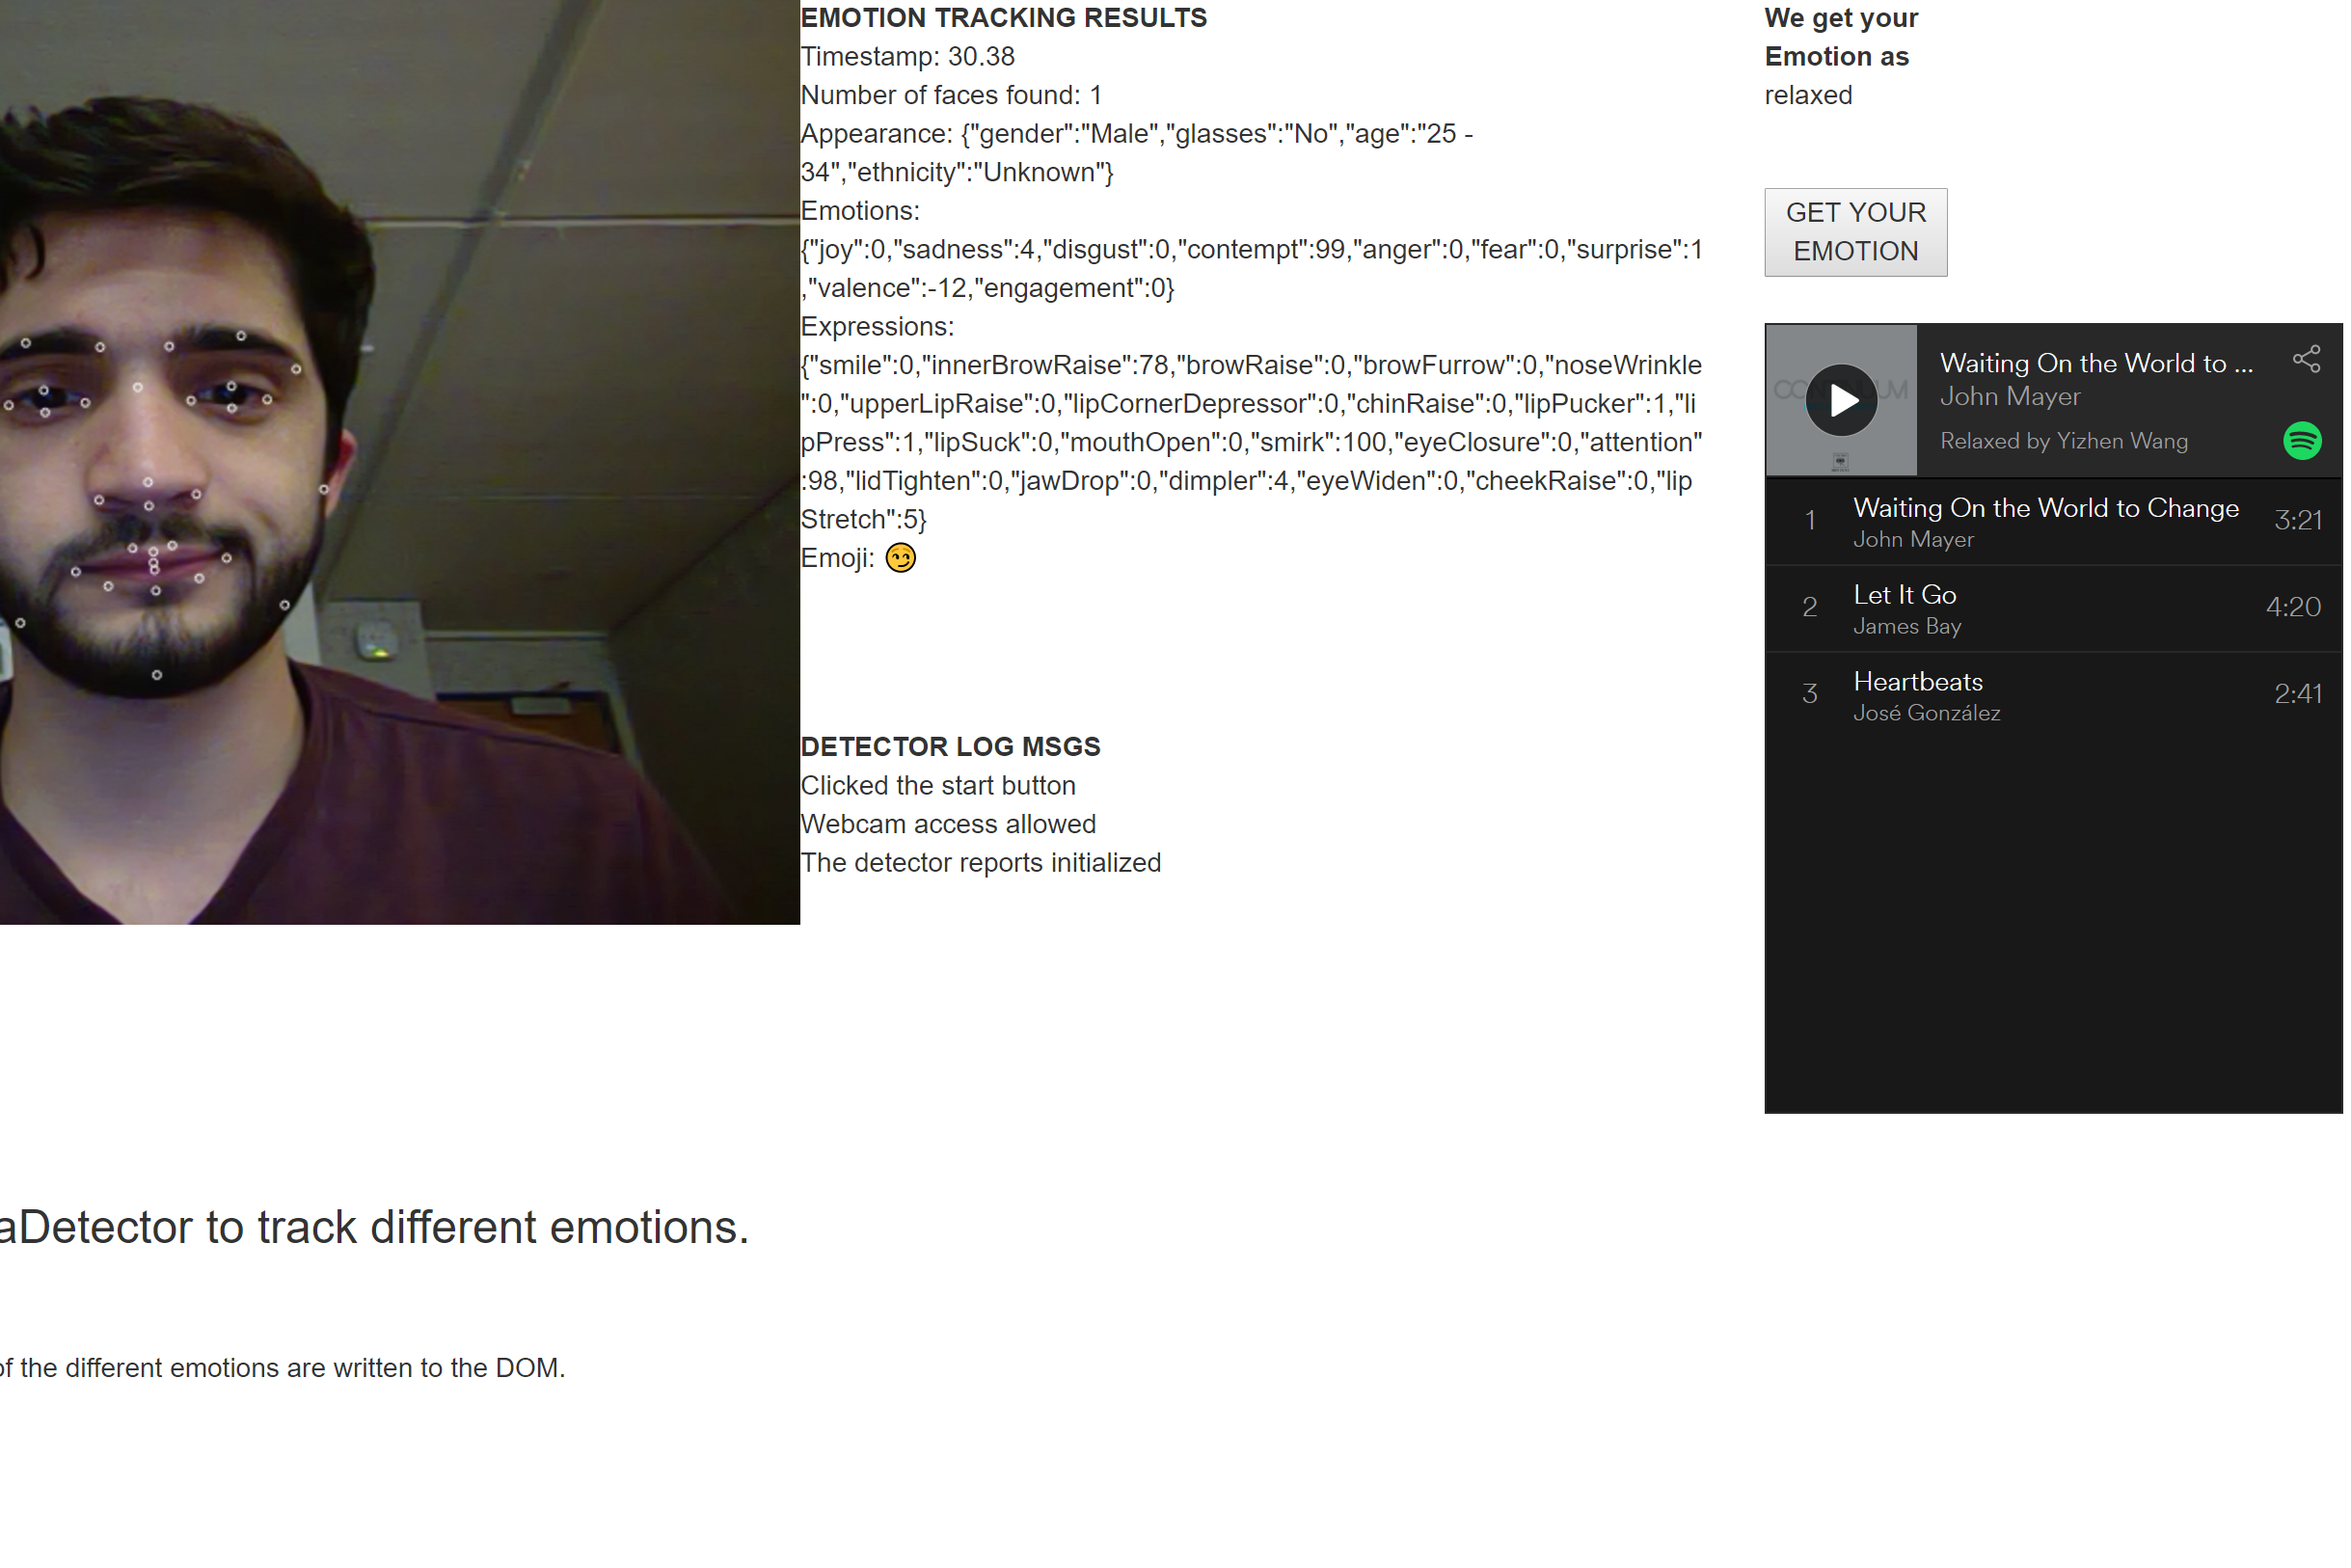 EMOTION TRACKING RESULTS
Timestamp: 30.38
Number of faces found: 1
Appearance: {"gender":"Male","glasses":"No","age":"25 -
34","ethnicity":"Unknown"}
Emotions:
{"joy":0,"sadness":4,"disgust":0,"contempt":99,"anger":0,"fear":0,"surprise":1
,"valence":-12,"engagement":0}
Expressions:
{"smile":0,"innerBrowRaise":78,"browRaise":0,"browFurrow":0,"noseWrinkle
":0,"upperLipRaise":0,"lipCornerDepressor":0,"chinRaise":0,"lipPucker":1,"li
pPress":1,"lipSuck":0,"mouthOpen":0,"smirk":100,"eyeClosure":0,"attention"
:98,"lidTighten":0,"jawDrop":0,"dimpler":4,"eyeWiden":0,"cheekRaise":0,"lip
Stretch":5}
Emoji: 😏
DETECTOR LOG MSGS
Clicked the start button
Webcam access allowed
The detector reports initialized
We get your
Emotion as
relaxed
GET YOUR
EMOTION
Waiting On the World to ...
John Mayer
Relaxed by Yizhen Wang
1 Waiting On the World to Change 3:21
John Mayer
2 Let It Go 4:20
James Bay
3 Heartbeats 2:41
José González
aDetector to track different emotions.
of the different emotions are written to the DOM.